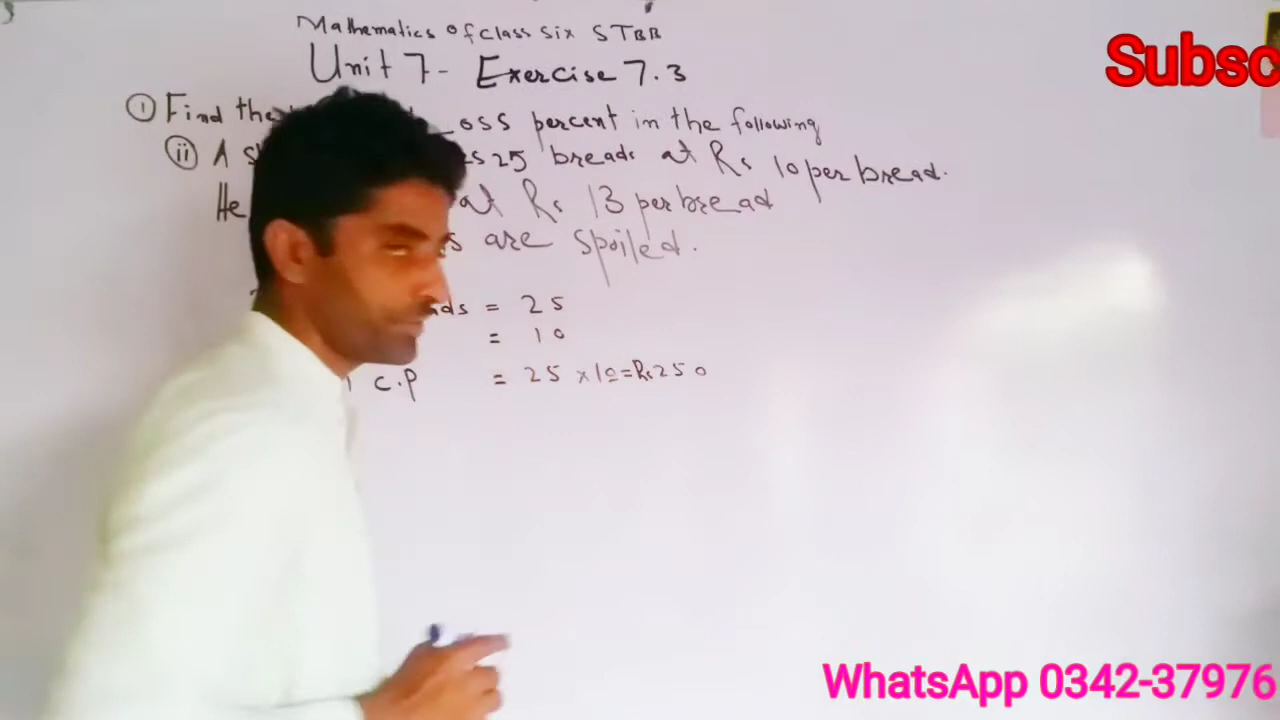 Mathematics of class six STBB
Unit 7- Exercise 7.3
① Find the oss percent in the following
ⓘⓘ A s 25 breads at Rs 10 per bread.
He at Rs 13 per bread
s are spoiled.
ds = 25
= 10
C.P = 25 × 10 = Rs 250
Subsc
WhatsApp 0342-37976